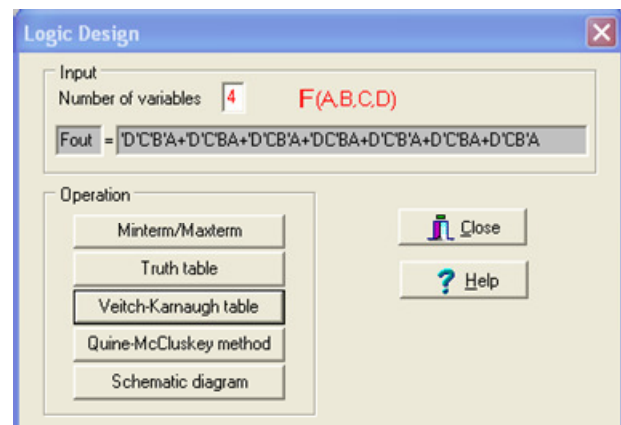 Logic Design
Input
Number of variables 4 F(A,B,C,D)
Fout = 'D'C'B'A+'D'C'BA+'D'CB'A+'DC'BA+D'C'B'A+D'C'BA+D'CB'A
Operation
Minterm/Maxterm
Close
Truth table
? Help
Veitch-Karnaugh table
Quine-McCluskey method
Schematic diagram